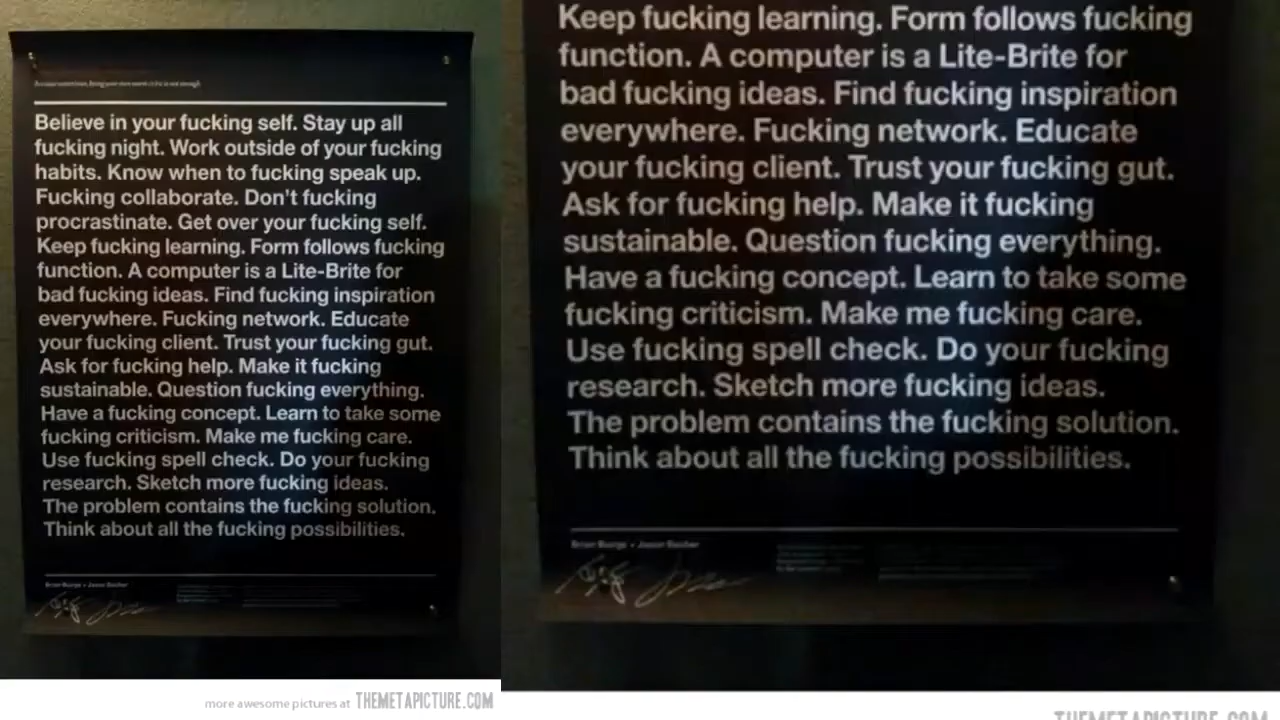 Believe in your fucking self. Stay up all
fucking night. Work outside of your fucking
habits. Know when to fucking speak up.
Fucking collaborate. Don't fucking
procrastinate. Get over your fucking self.
Keep fucking learning. Form follows fucking
function. A computer is a Lite-Brite for
bad fucking ideas. Find fucking inspiration
everywhere. Fucking network. Educate
your fucking client. Trust your fucking gut.
Ask for fucking help. Make it fucking
sustainable. Question fucking everything.
Have a fucking concept. Learn to take some
fucking criticism. Make me fucking care.
Use fucking spell check. Do your fucking
research. Sketch more fucking ideas.
The problem contains the fucking solution.
Think about all the fucking possibilities.
more awesome pictures at THEMETAPICTURE.COM
Keep fucking learning. Form follows fucking
function. A computer is a Lite-Brite for
bad fucking ideas. Find fucking inspiration
everywhere. Fucking network. Educate
your fucking client. Trust your fucking gut.
Ask for fucking help. Make it fucking
sustainable. Question fucking everything.
Have a fucking concept. Learn to take some
fucking criticism. Make me fucking care.
Use fucking spell check. Do your fucking
research. Sketch more fucking ideas.
The problem contains the fucking solution.
Think about all the fucking possibilities.
THEMETAPICTURE.COM